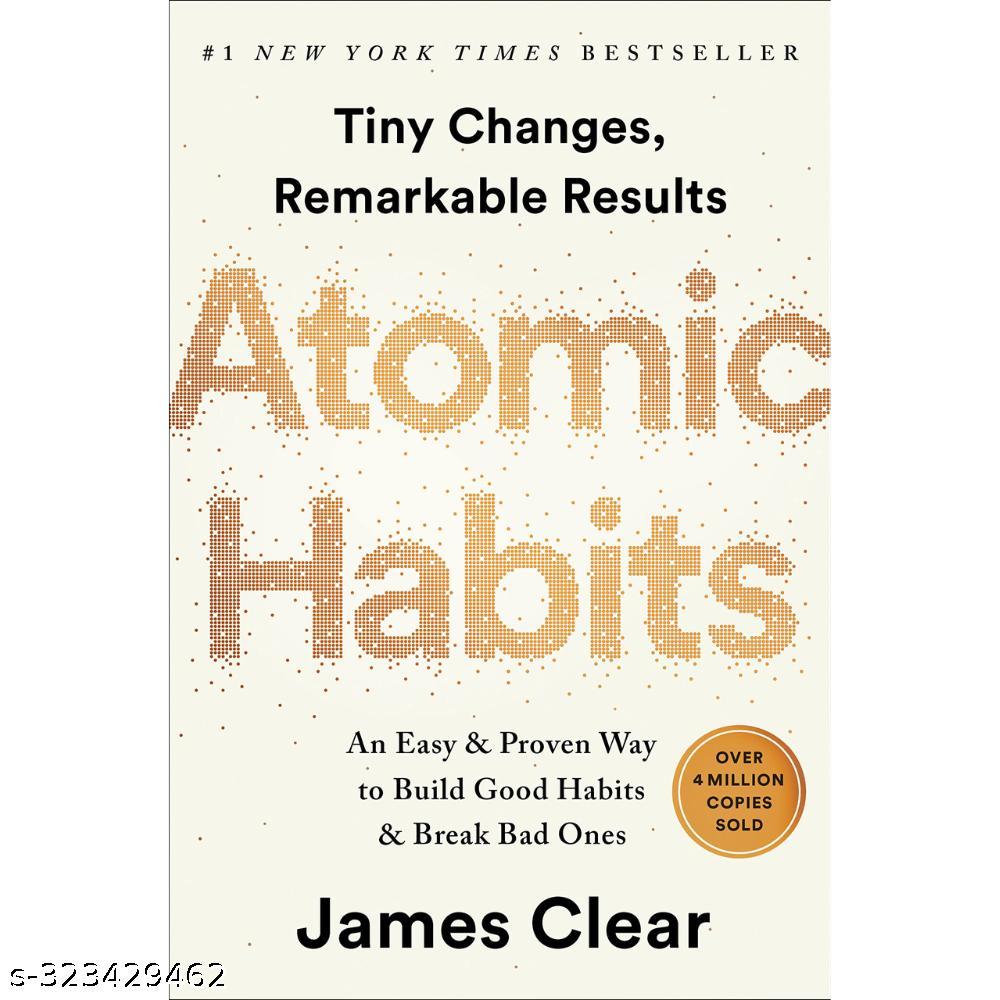 #1 NEW YORK TIMES BESTSELLER
Tiny Changes,
Remarkable Results
Atomic
Habits
An Easy & Proven Way
to Build Good Habits
& Break Bad Ones
OVER
4 MILLION
COPIES
SOLD
James Clear
s-323429462